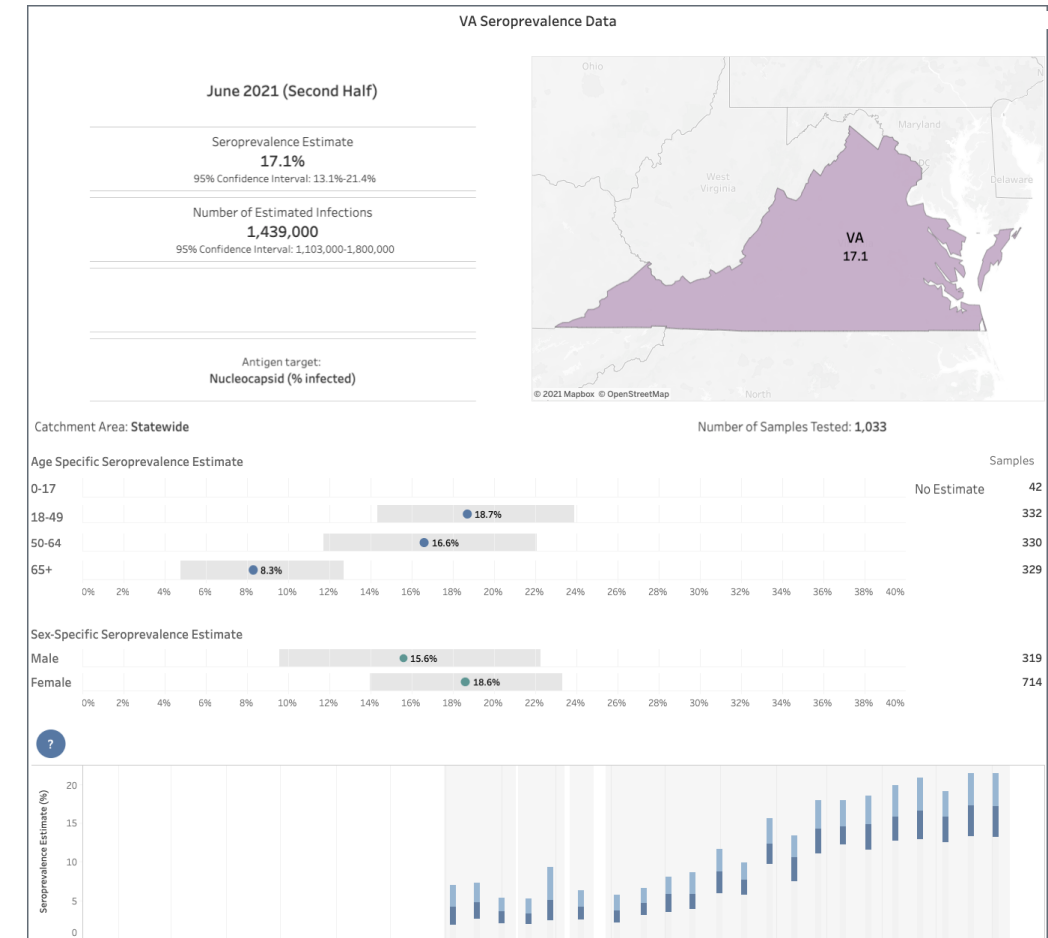 VA Seroprevalence Data
June 2021 (Second Half)
Seroprevalence Estimate
17.1%
95% Confidence Interval: 13.1%-21.4%
Number of Estimated Infections
1,439,000
95% Confidence Interval: 1,103,000-1,800,000
Antigen target:
Nucleocapsid (% infected)
Ohio
Maryland
DC
West
Virginia
Delaware
VA
17.1
© 2021 Mapbox © OpenStreetMap
North
Catchment Area: Statewide
Number of Samples Tested: 1,033
Age Specific Seroprevalence Estimate
Samples
0-17 No Estimate 42
18-49 18.7% 332
50-64 16.6% 330
65+ 8.3% 329
0% 2% 4% 6% 8% 10% 12% 14% 16% 18% 20% 22% 24% 26% 28% 30% 32% 34% 36% 38% 40%
Sex-Specific Seroprevalence Estimate
Male 15.6% 319
Female 18.6% 714
0% 2% 4% 6% 8% 10% 12% 14% 16% 18% 20% 22% 24% 26% 28% 30% 32% 34% 36% 38% 40%
?
Seroprevalence Estimate (%)
20
15
10
5
0